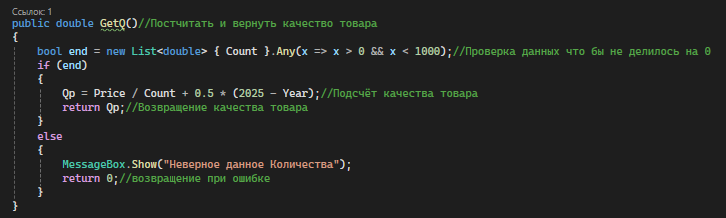 Ссылок: 1
public double GetQ()//Постчитать и вернуть качество товара
{
bool end = new List<double> { Count }.Any(x => x > 0 && x < 1000);//Проверка данных что бы не делилось на 0
if (end)
{
Qp = Price / Count + 0.5 * (2025 - Year);//Подсчёт качества товара
return Qp;//Возвращение качества товара
}
else
{
MessageBox.Show("Неверное данное Количества");
return 0;//возвращение при ошибке
}
}